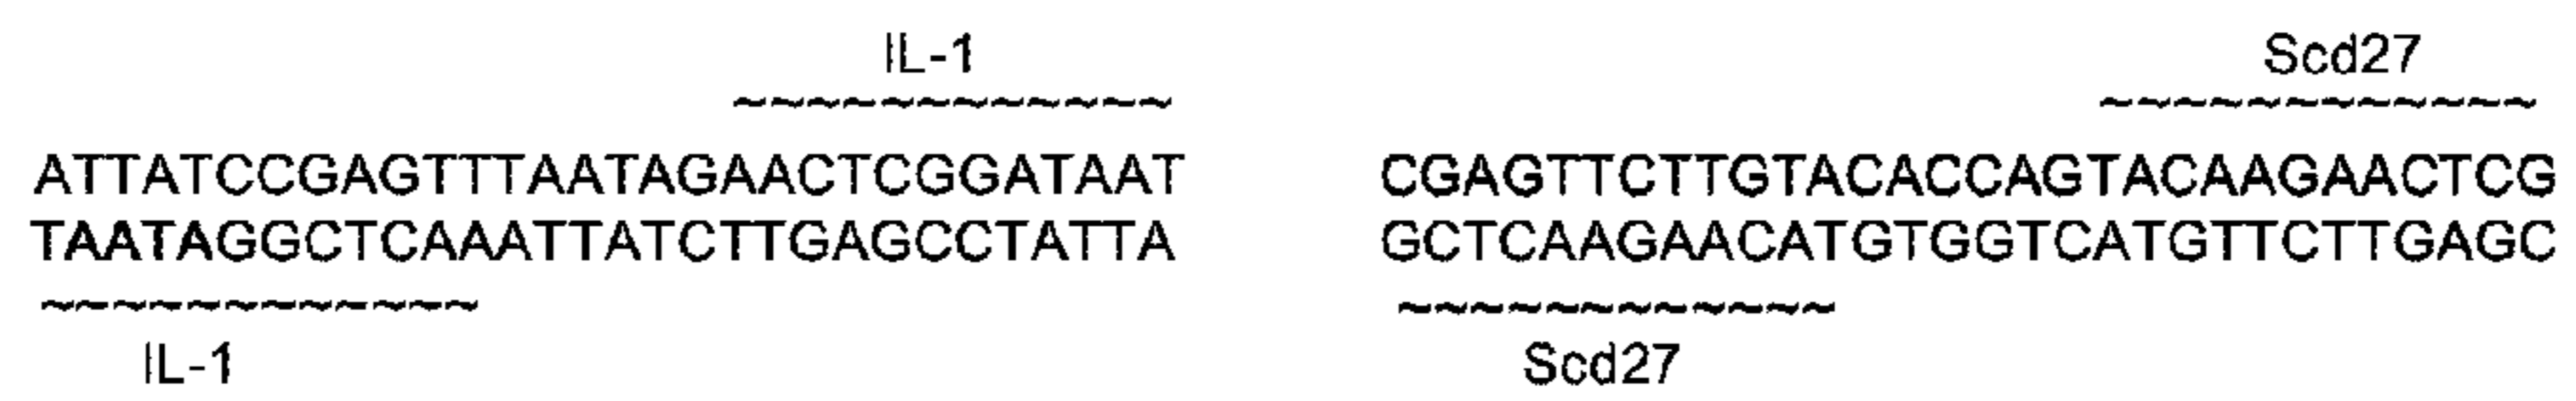 IL-1 Scd27
~~~~~~~~~~~~ ~~~~~~~~~~~~
ATTATCCGAGTTTAATAGAACTCGGATAAT CGAGTTCTTGTACACCAGTACAAGAACTCG
TAATAGGCTCAAATTATCTTGAGCCTATTA GCTCAAGAACATGTGGTCATGTTCTTGAGC
~~~~~~~~~~~~ ~~~~~~~~~~~~
IL-1 Scd27